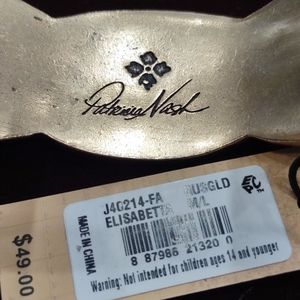 Patricia Nash
J40214-FA RUSGLD
ELISABETTA M/L
8 87986 21320 0
Warning: Not intended for children ages 14 and younger
MADE IN CHINA
$49.00